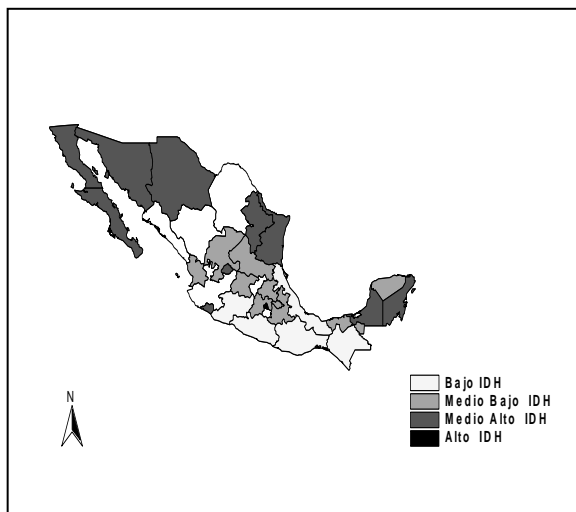 N
Bajo IDH
Medio Bajo IDH
Medio Alto IDH
Alto IDH